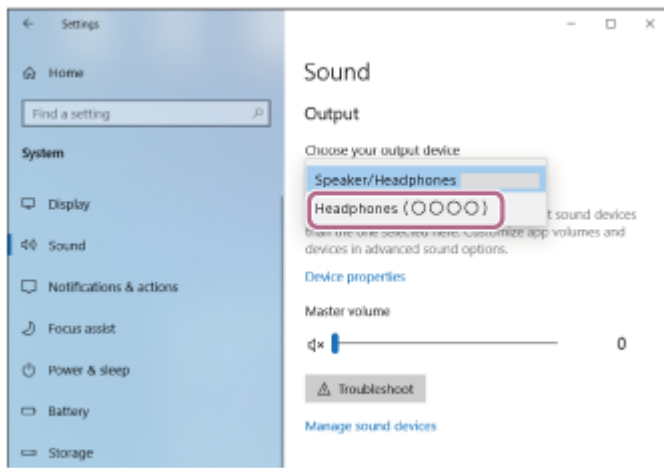 Settings
Home
Find a setting
System
Display
Sound
Notifications & actions
Focus assist
Power & sleep
Battery
Storage
Sound
Output
Choose your output device
Speaker/Headphones
Headphones (○○○○)
t sound devices
than the one selected here. Customize app volumes and
devices in advanced sound options.
Device properties
Master volume
0
Troubleshoot
Manage sound devices